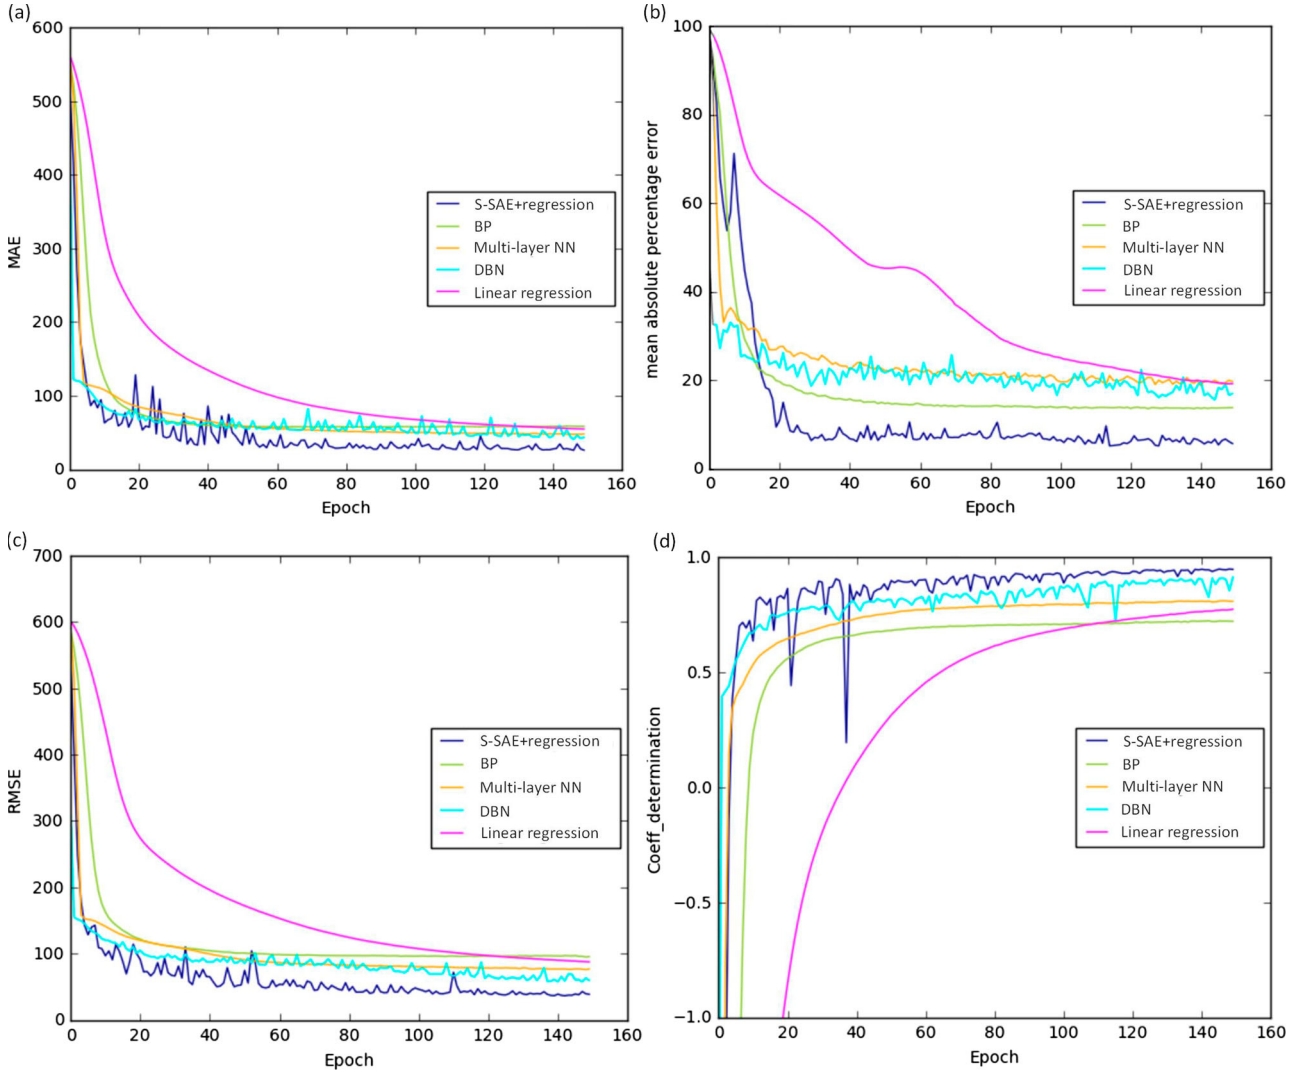 (a)
600
500
400
300
200
100
0
MAE
0 20 40 60 80 100 120 140 160
Epoch
S-SAE+regression
BP
Multi-layer NN
DBN
Linear regression
(b)
100
80
60
40
20
0
mean absolute percentage error
0 20 40 60 80 100 120 140 160
Epoch
S-SAE+regression
BP
Multi-layer NN
DBN
Linear regression
(c)
700
600
500
400
300
200
100
0
RMSE
0 20 40 60 80 100 120 140 160
Epoch
S-SAE+regression
BP
Multi-layer NN
DBN
Linear regression
(d)
1.0
0.5
0.0
−0.5
−1.0
Coeff_determination
0 20 40 60 80 100 120 140 160
Epoch
S-SAE+regression
BP
Multi-layer NN
DBN
Linear regression